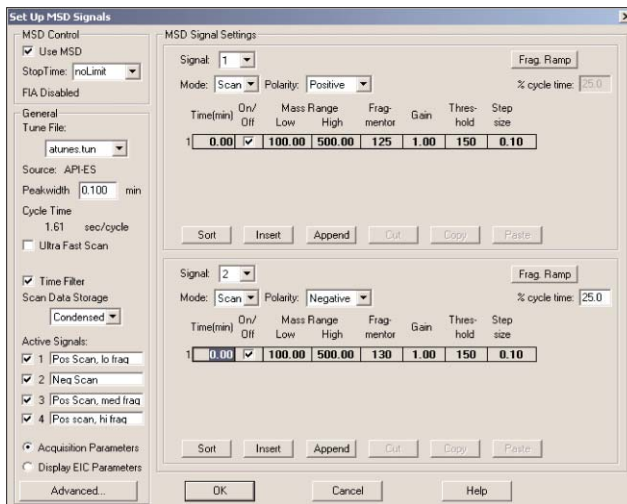 Set Up MSD Signals
MSD Control
Use MSD
StopTime: noLimit
FIA Disabled
General
Tune File:
atunes.tun
Source: API-ES
Peakwidth 0.100 min
Cycle Time
1.61 sec/cycle
Ultra Fast Scan
Time Filter
Scan Data Storage
Condensed
Active Signals:
1 Pos Scan, lo frag
2 Neg Scan
3 Pos Scan, med frag
4 Pos scan, hi frag
Acquisition Parameters
Display EIC Parameters
Advanced...
MSD Signal Settings
Signal: 1 Frag. Ramp
Mode: Scan Polarity: Positive % cycle time: 25.0
Time(min) On/ Off Mass Range Low High Frag- mentor Gain Thres- hold Step size
1 0.00 100.00 500.00 125 1.00 150 0.10
Sort Insert Append Cut Copy Paste
Signal: 2 Frag. Ramp
Mode: Scan Polarity: Negative % cycle time: 25.0
Time(min) On/ Off Mass Range Low High Frag- mentor Gain Thres- hold Step size
1 0.00 100.00 500.00 130 1.00 150 0.10
Sort Insert Append Cut Copy Paste
OK Cancel Help